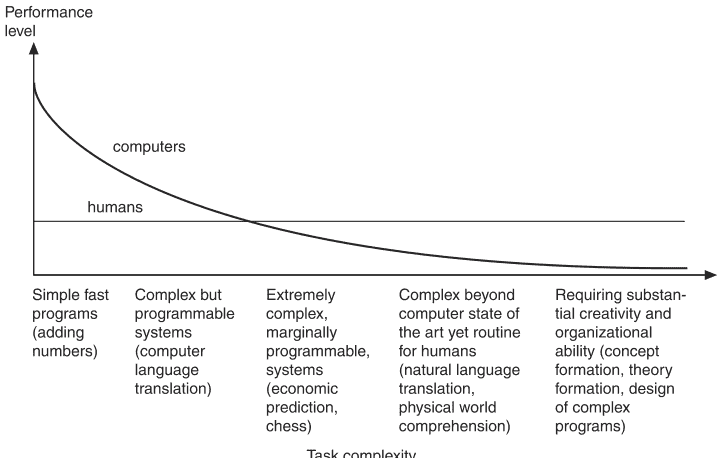 Performance
level
computers
humans
Simple fast
programs
(adding
numbers)
Complex but
programmable
systems
(computer
language
translation)
Extremely
complex,
marginally
programmable,
systems
(economic
prediction,
chess)
Complex beyond
computer state of
the art yet routine
for humans
(natural language
translation,
physical world
comprehension)
Requiring substan-
tial creativity and
organizational
ability (concept
formation, theory
formation, design
of complex
programs)
Task complexity